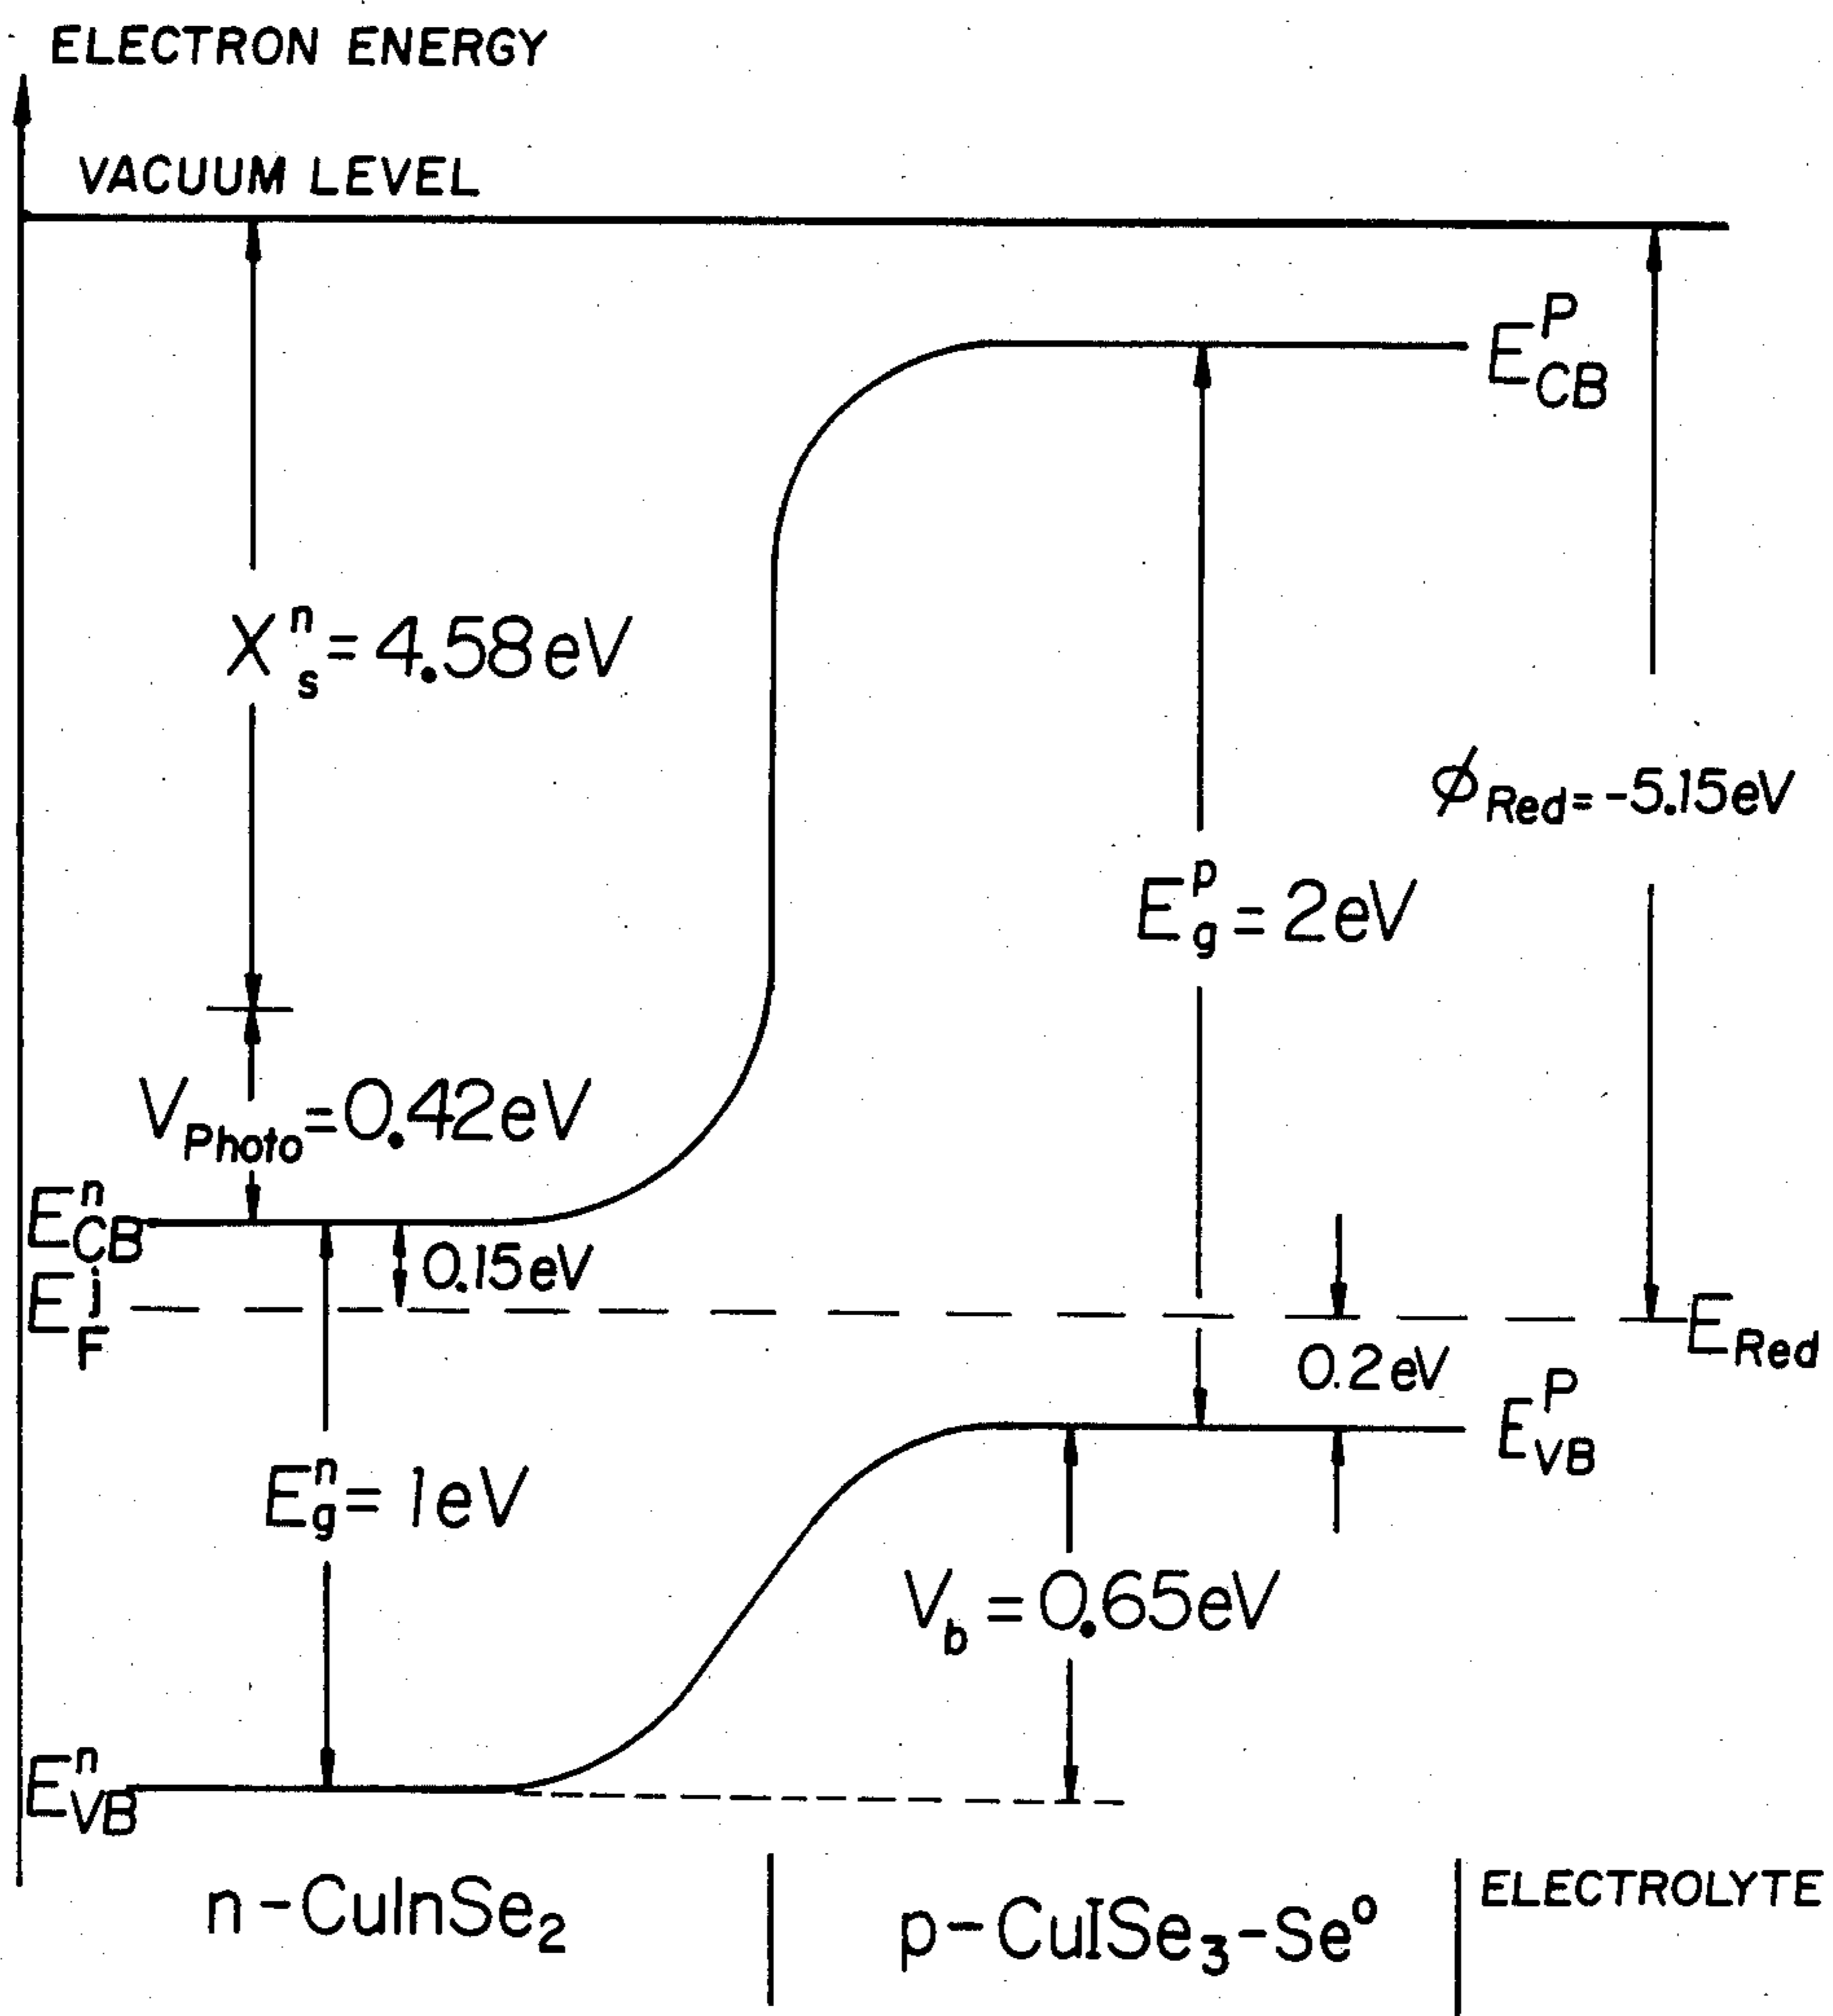 ELECTRON ENERGY
VACUUM LEVEL
E^P_CB
X^n_s = 4.58 eV
φ_Red = -5.15eV
E^p_g = 2eV
V_Photo = 0.42eV
E^n_CB
0.15eV
E^j_F
E_Red
0.2eV
E^P_VB
E^n_g = 1eV
V_b = 0.65eV
E^n_VB
n-CuInSe₂
p-CuISe₃-Se⁰
ELECTROLYTE